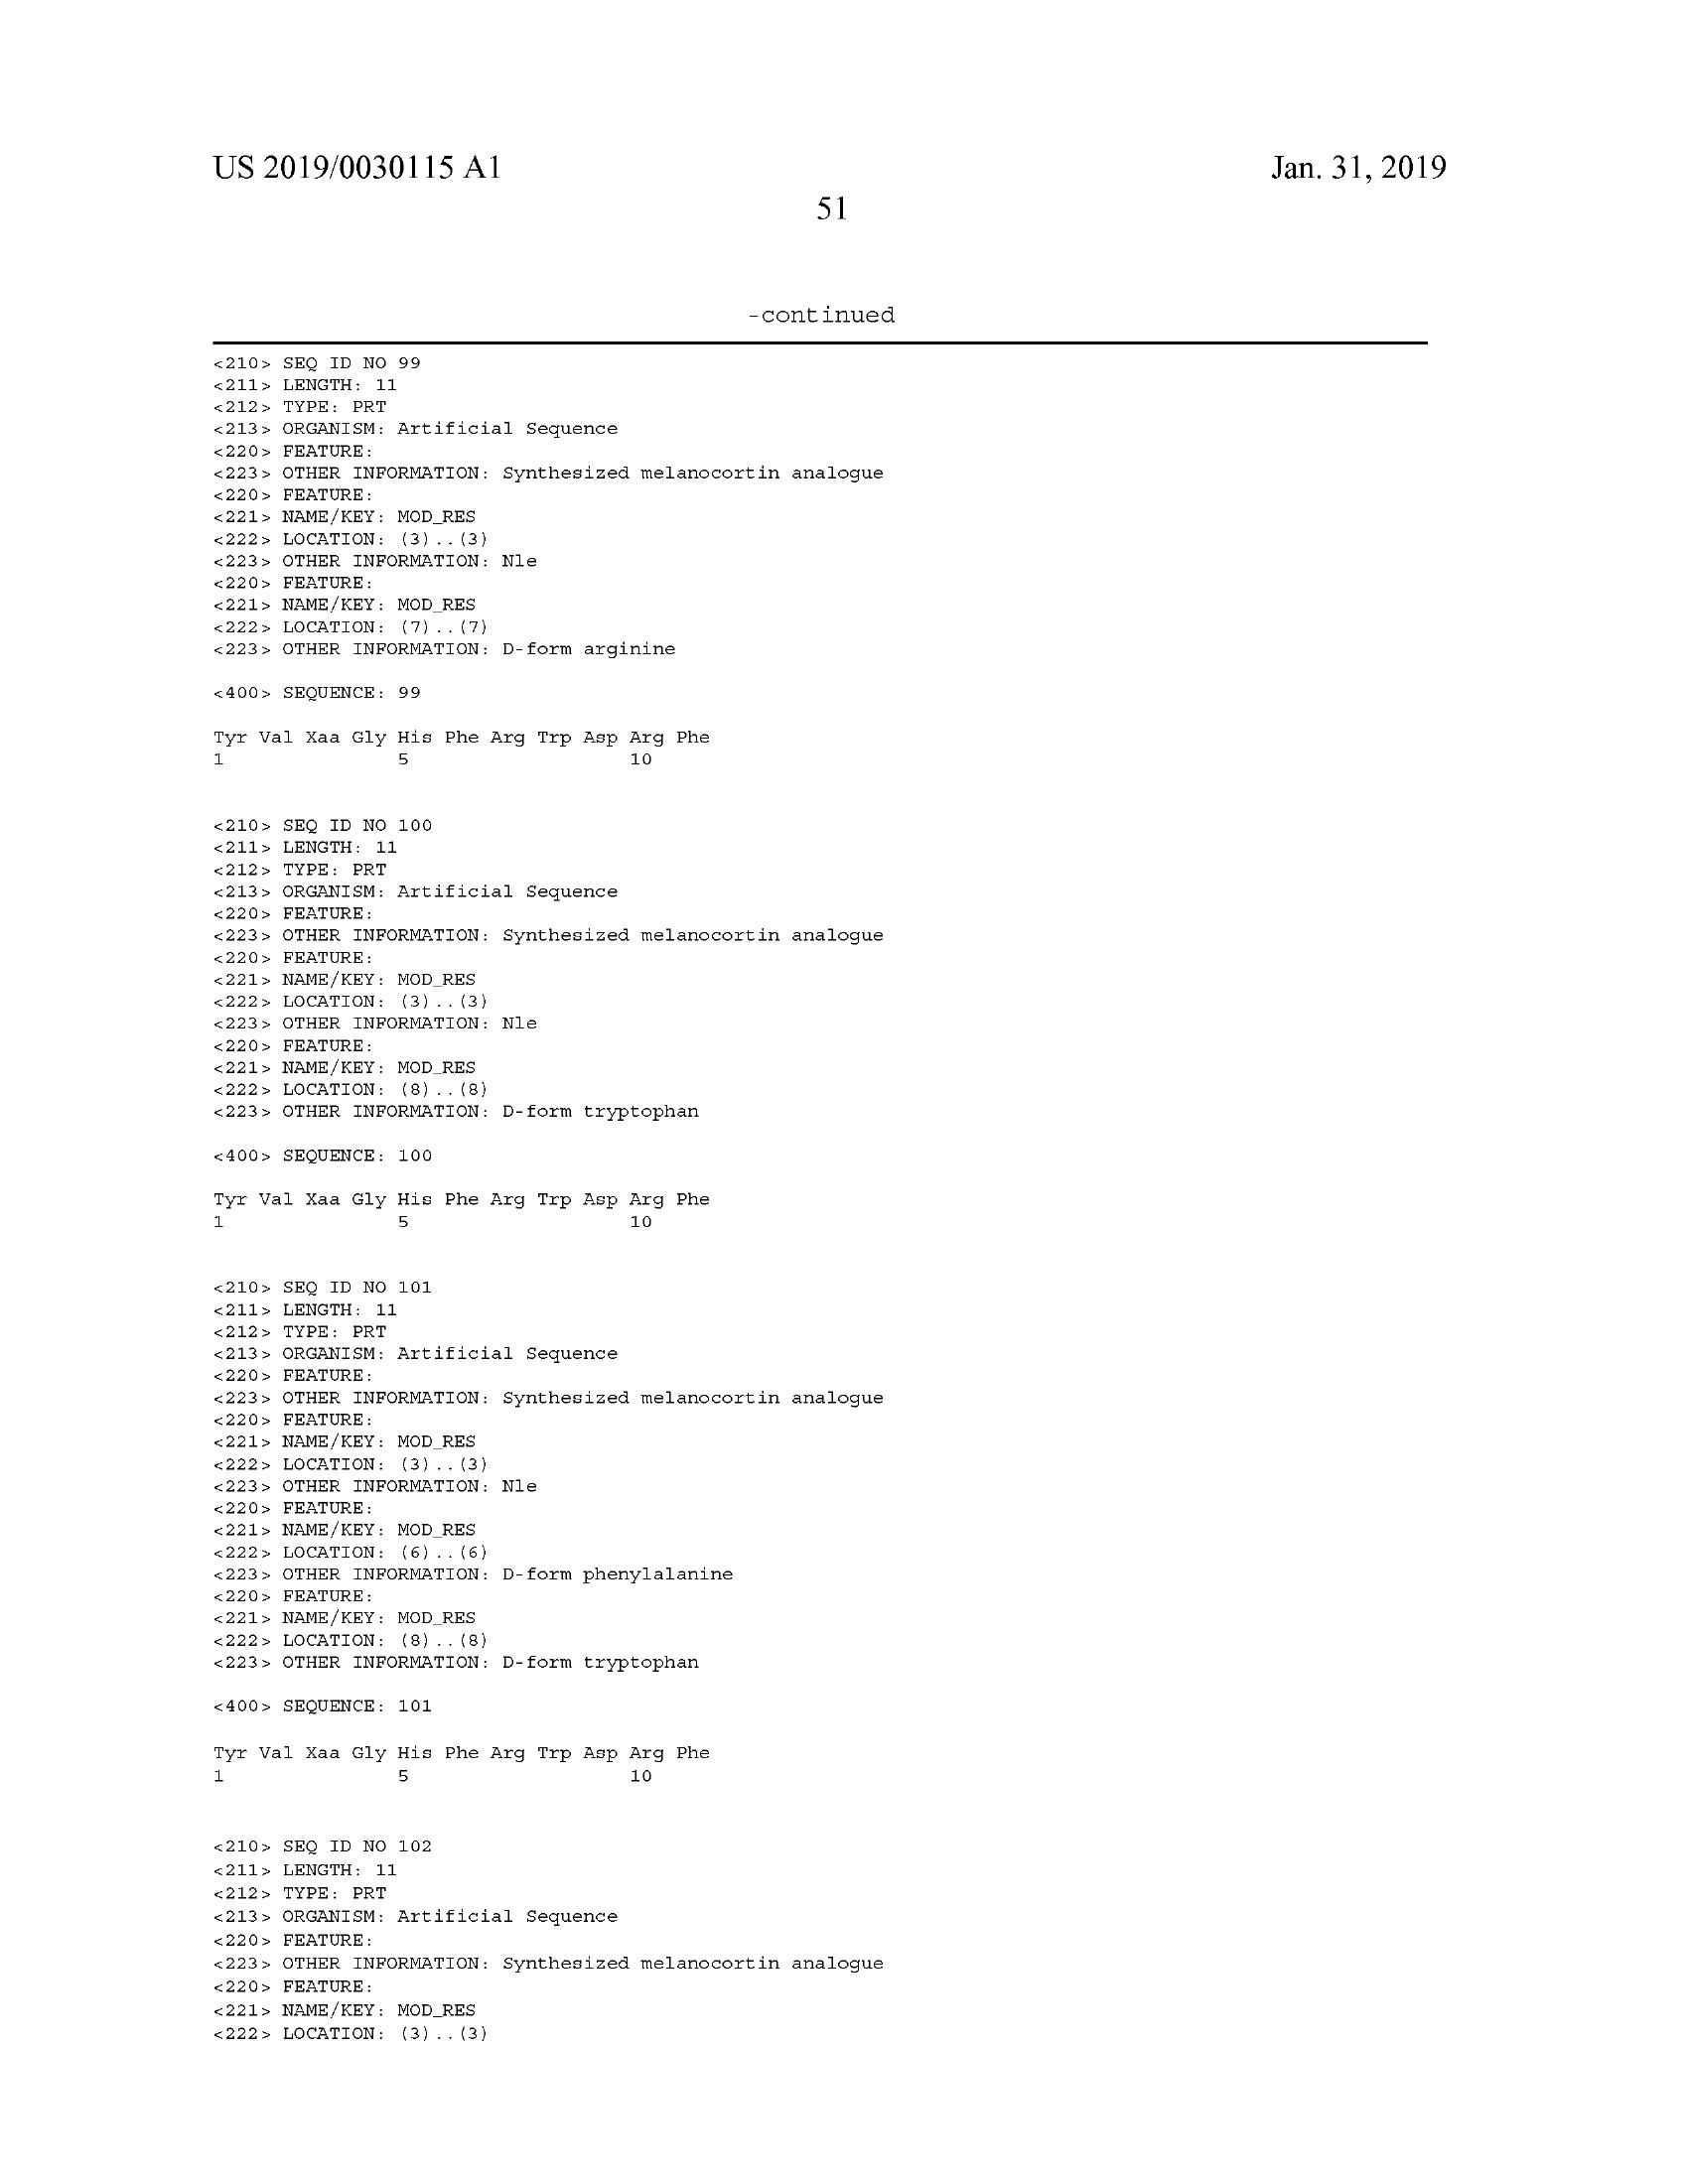 US 2019/0030115 A1
Jan. 31, 2019
51
-continued
<210> SEQ ID NO 99
<211> LENGTH: 11
<212> TYPE: PRT
<213> ORGANISM: Artificial Sequence
<220> FEATURE:
<223> OTHER INFORMATION: Synthesized melanocortin analogue
<220> FEATURE:
<221> NAME/KEY: MOD_RES
<222> LOCATION: (3)..(3)
<223> OTHER INFORMATION: Nle
<220> FEATURE:
<221> NAME/KEY: MOD_RES
<222> LOCATION: (7)..(7)
<223> OTHER INFORMATION: D-form arginine
<400> SEQUENCE: 99
Tyr Val Xaa Gly His Phe Arg Trp Asp Arg Phe
1 5 10
<210> SEQ ID NO 100
<211> LENGTH: 11
<212> TYPE: PRT
<213> ORGANISM: Artificial Sequence
<220> FEATURE:
<223> OTHER INFORMATION: Synthesized melanocortin analogue
<220> FEATURE:
<221> NAME/KEY: MOD_RES
<222> LOCATION: (3)..(3)
<223> OTHER INFORMATION: Nle
<220> FEATURE:
<221> NAME/KEY: MOD_RES
<222> LOCATION: (8)..(8)
<223> OTHER INFORMATION: D-form tryptophan
<400> SEQUENCE: 100
Tyr Val Xaa Gly His Phe Arg Trp Asp Arg Phe
1 5 10
<210> SEQ ID NO 101
<211> LENGTH: 11
<212> TYPE: PRT
<213> ORGANISM: Artificial Sequence
<220> FEATURE:
<223> OTHER INFORMATION: Synthesized melanocortin analogue
<220> FEATURE:
<221> NAME/KEY: MOD_RES
<222> LOCATION: (3)..(3)
<223> OTHER INFORMATION: Nle
<220> FEATURE:
<221> NAME/KEY: MOD_RES
<222> LOCATION: (6)..(6)
<223> OTHER INFORMATION: D-form phenylalanine
<220> FEATURE:
<221> NAME/KEY: MOD_RES
<222> LOCATION: (8)..(8)
<223> OTHER INFORMATION: D-form tryptophan
<400> SEQUENCE: 101
Tyr Val Xaa Gly His Phe Arg Trp Asp Arg Phe
1 5 10
<210> SEQ ID NO 102
<211> LENGTH: 11
<212> TYPE: PRT
<213> ORGANISM: Artificial Sequence
<220> FEATURE:
<223> OTHER INFORMATION: Synthesized melanocortin analogue
<220> FEATURE:
<221> NAME/KEY: MOD_RES
<222> LOCATION: (3)..(3)